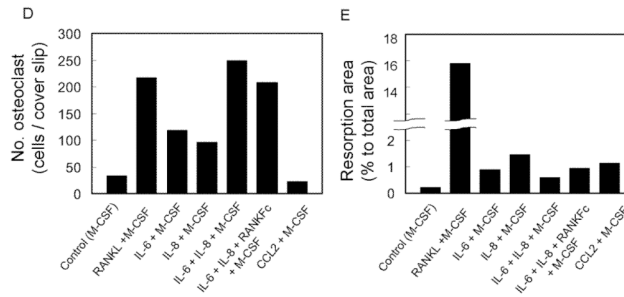 D
No. osteoclast
(cells / cover slip)
300
250
200
150
100
50
0
Control (M-CSF)
RANKL +M-CSF
IL-6 + M-CSF
IL-8 + M-CSF
IL-6 + IL-8 + M-CSF
IL-6 + IL-8 + RANKFc
+ M-CSF
CCL2 + M-CSF
E
Resorption area
(% to total area)
18
16
14
2
1
0
Control (M-CSF)
RANKL +M-CSF
IL-6 + M-CSF
IL-8 + M-CSF
IL-6 + IL-8 + M-CSF
IL-6 + IL-8 + RANKFc
+ M-CSF
CCL2 + M-CSF